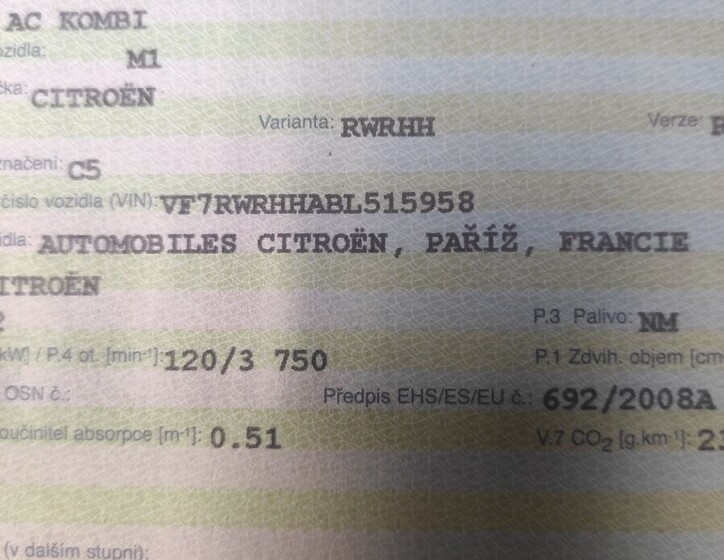 AC KOMBI
ozidla: M1
čka: CITROËN
Varianta: RWRHH Verze:
značení: C5
číslo vozidla (VIN): VF7RWRHHABL515958
idla: AUTOMOBILES CITROËN, PAŘÍŽ, FRANCIE
ITROËN
P.3 Palivo: NM
kW] / P.4 ot. [min-¹]: 120/3 750 P.1 Zdvih. objem [cm
OSN č.: Předpis EHS/ES/EU č.: 692/2008A
oučinitel absorpce [m-¹]: 0.51 V.7 CO₂ [g.km-¹]: 2
(v dalším stupni):